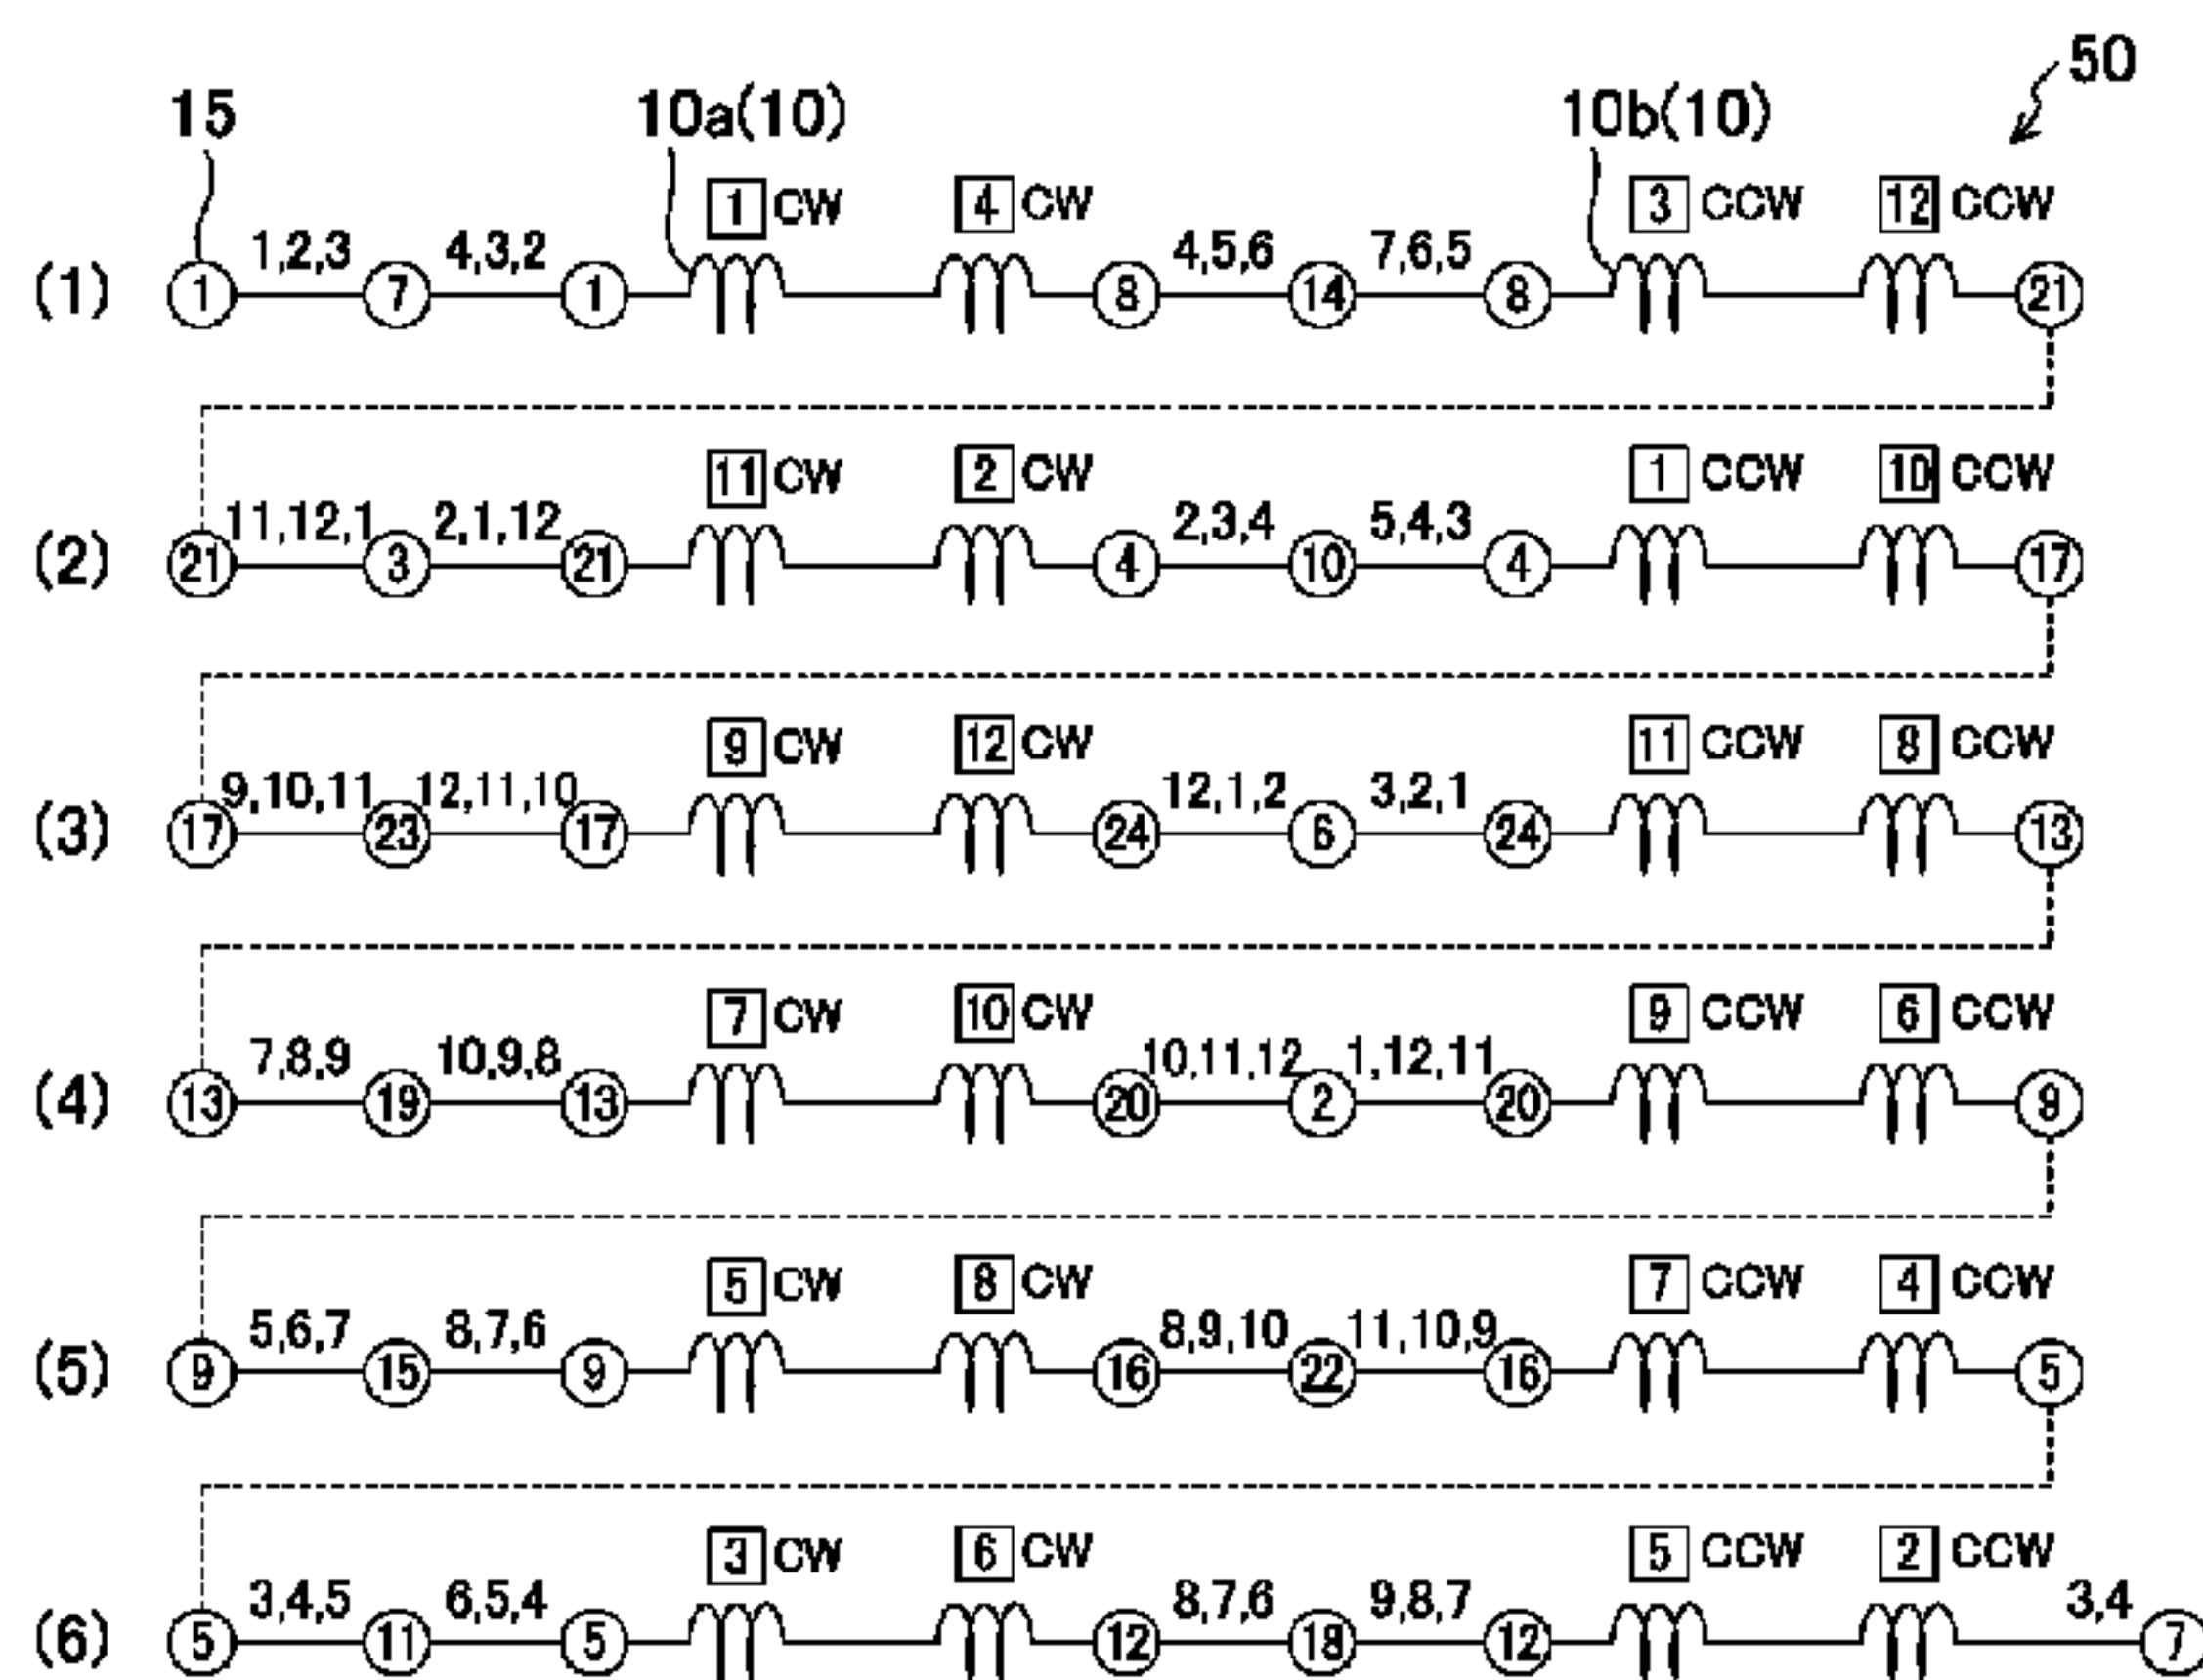 50
15 10a(10) 10b(10)
1 CW 4 CW 3 CCW 12 CCW
1,2,3 4,3,2 4,5,6 7,6,5
(1) 1 7 1 8 14 8 21
11 CW 2 CW 1 CCW 10 CCW
11,12,1 2,1,12 2,3,4 5,4,3
(2) 21 3 21 4 10 4 17
9 CW 12 CW 11 CCW 8 CCW
9,10,11 12,11,10 12,1,2 3,2,1
(3) 17 23 17 24 6 24 13
7 CW 10 CW 9 CCW 6 CCW
7,8,9 10,9,8 10,11,12 1,12,11
(4) 13 19 13 20 2 20 9
5 CW 8 CW 7 CCW 4 CCW
5,6,7 8,7,6 8,9,10 11,10,9
(5) 9 15 9 16 22 16 5
3 CW 6 CW 5 CCW 2 CCW
3,4,5 6,5,4 8,7,6 9,8,7 3,4
(6) 5 11 5 12 18 12 7